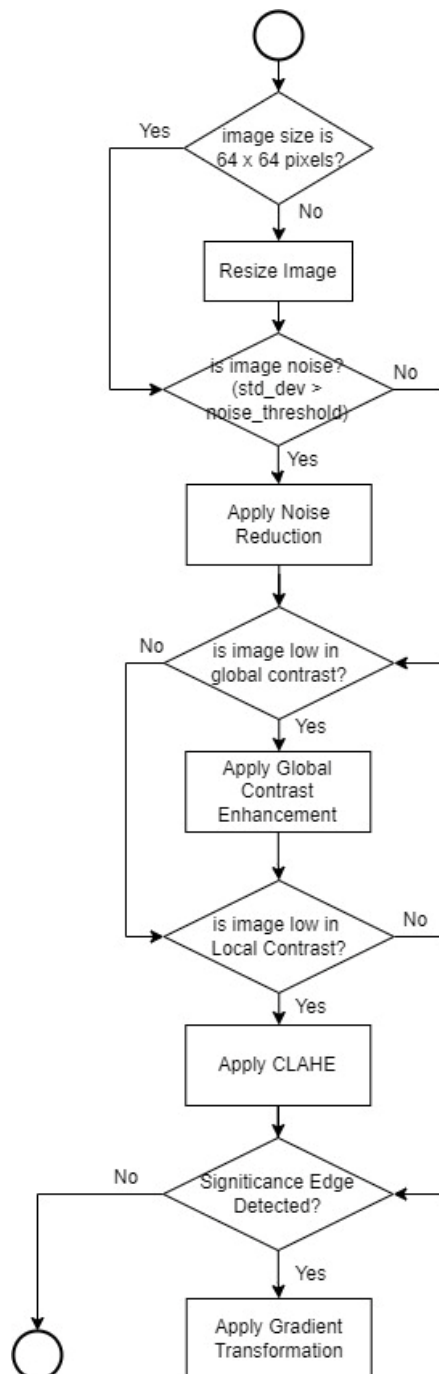 image size is
64 x 64 pixels?
Yes
No
Resize Image
is image noise?
(std_dev >
noise_threshold)
No
Yes
Apply Noise
Reduction
is image low in
global contrast?
No
Yes
Apply Global
Contrast
Enhancement
is image low in
Local Contrast?
No
Yes
Apply CLAHE
Significance Edge
Detected?
No
Yes
Apply Gradient
Transformation